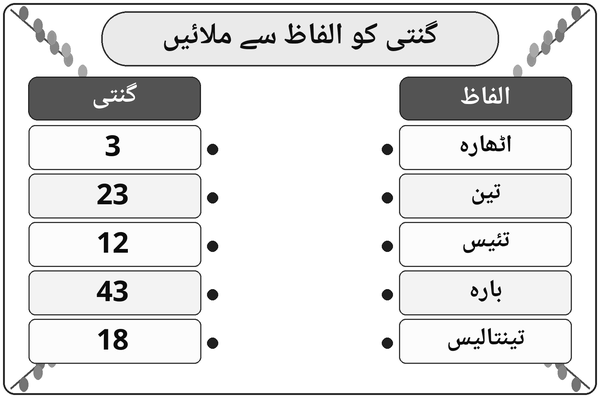 گنتی کو الفاظ سے ملائیں
الفاظ
گنتی
اٹھارہ
3
تین
23
تئیس
12
بارہ
43
تینتالیس
18